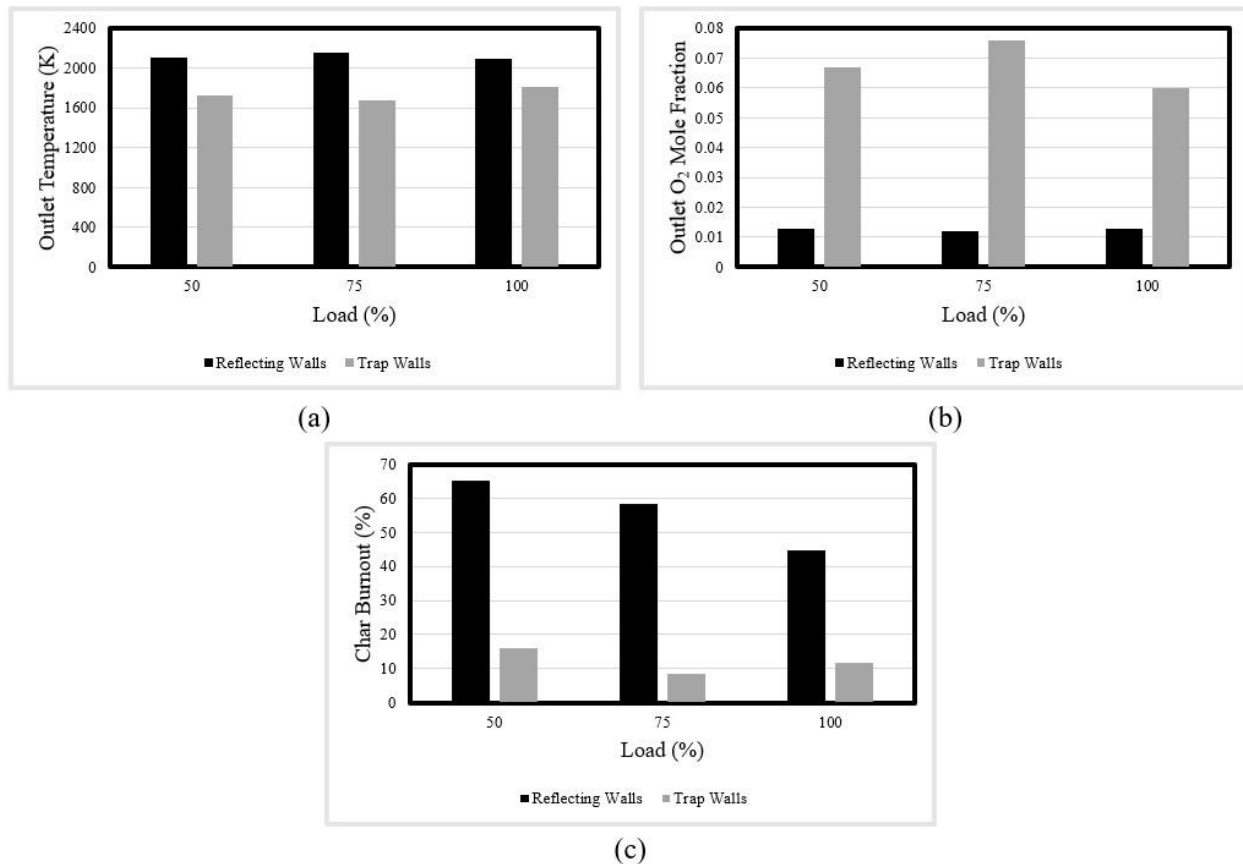 2400
2000
1600
1200
800
400
0
Outlet Temperature (K)
50 75 100
Load (%)
Reflecting Walls Trap Walls
(a)
0.08
0.07
0.06
0.05
0.04
0.03
0.02
0.01
0
Outlet O₂ Mole Fraction
50 75 100
Load (%)
Reflecting Walls Trap Walls
(b)
70
60
50
40
30
20
10
0
Char Burnout (%)
50 75 100
Load (%)
Reflecting Walls Trap Walls
(c)